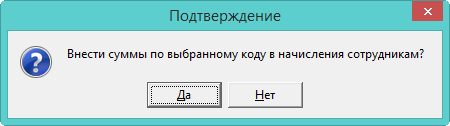 Подтверждение
Внести суммы по выбранному коду в начисления сотрудникам?
Да
Нет